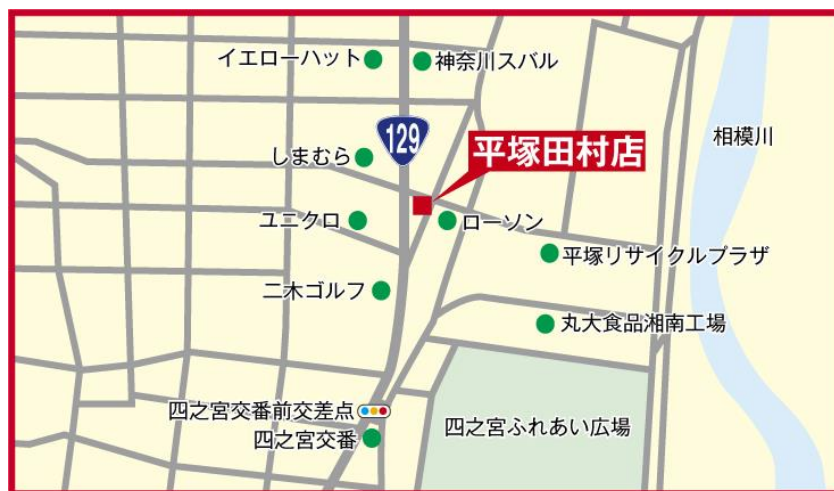 イエローハット
神奈川スバル
129
しまむら
平塚田村店
相模川
ユニクロ
ローソン
平塚リサイクルプラザ
二木ゴルフ
丸大食品湘南工場
四之宮交番前交差点
四之宮交番
四之宮ふれあい広場